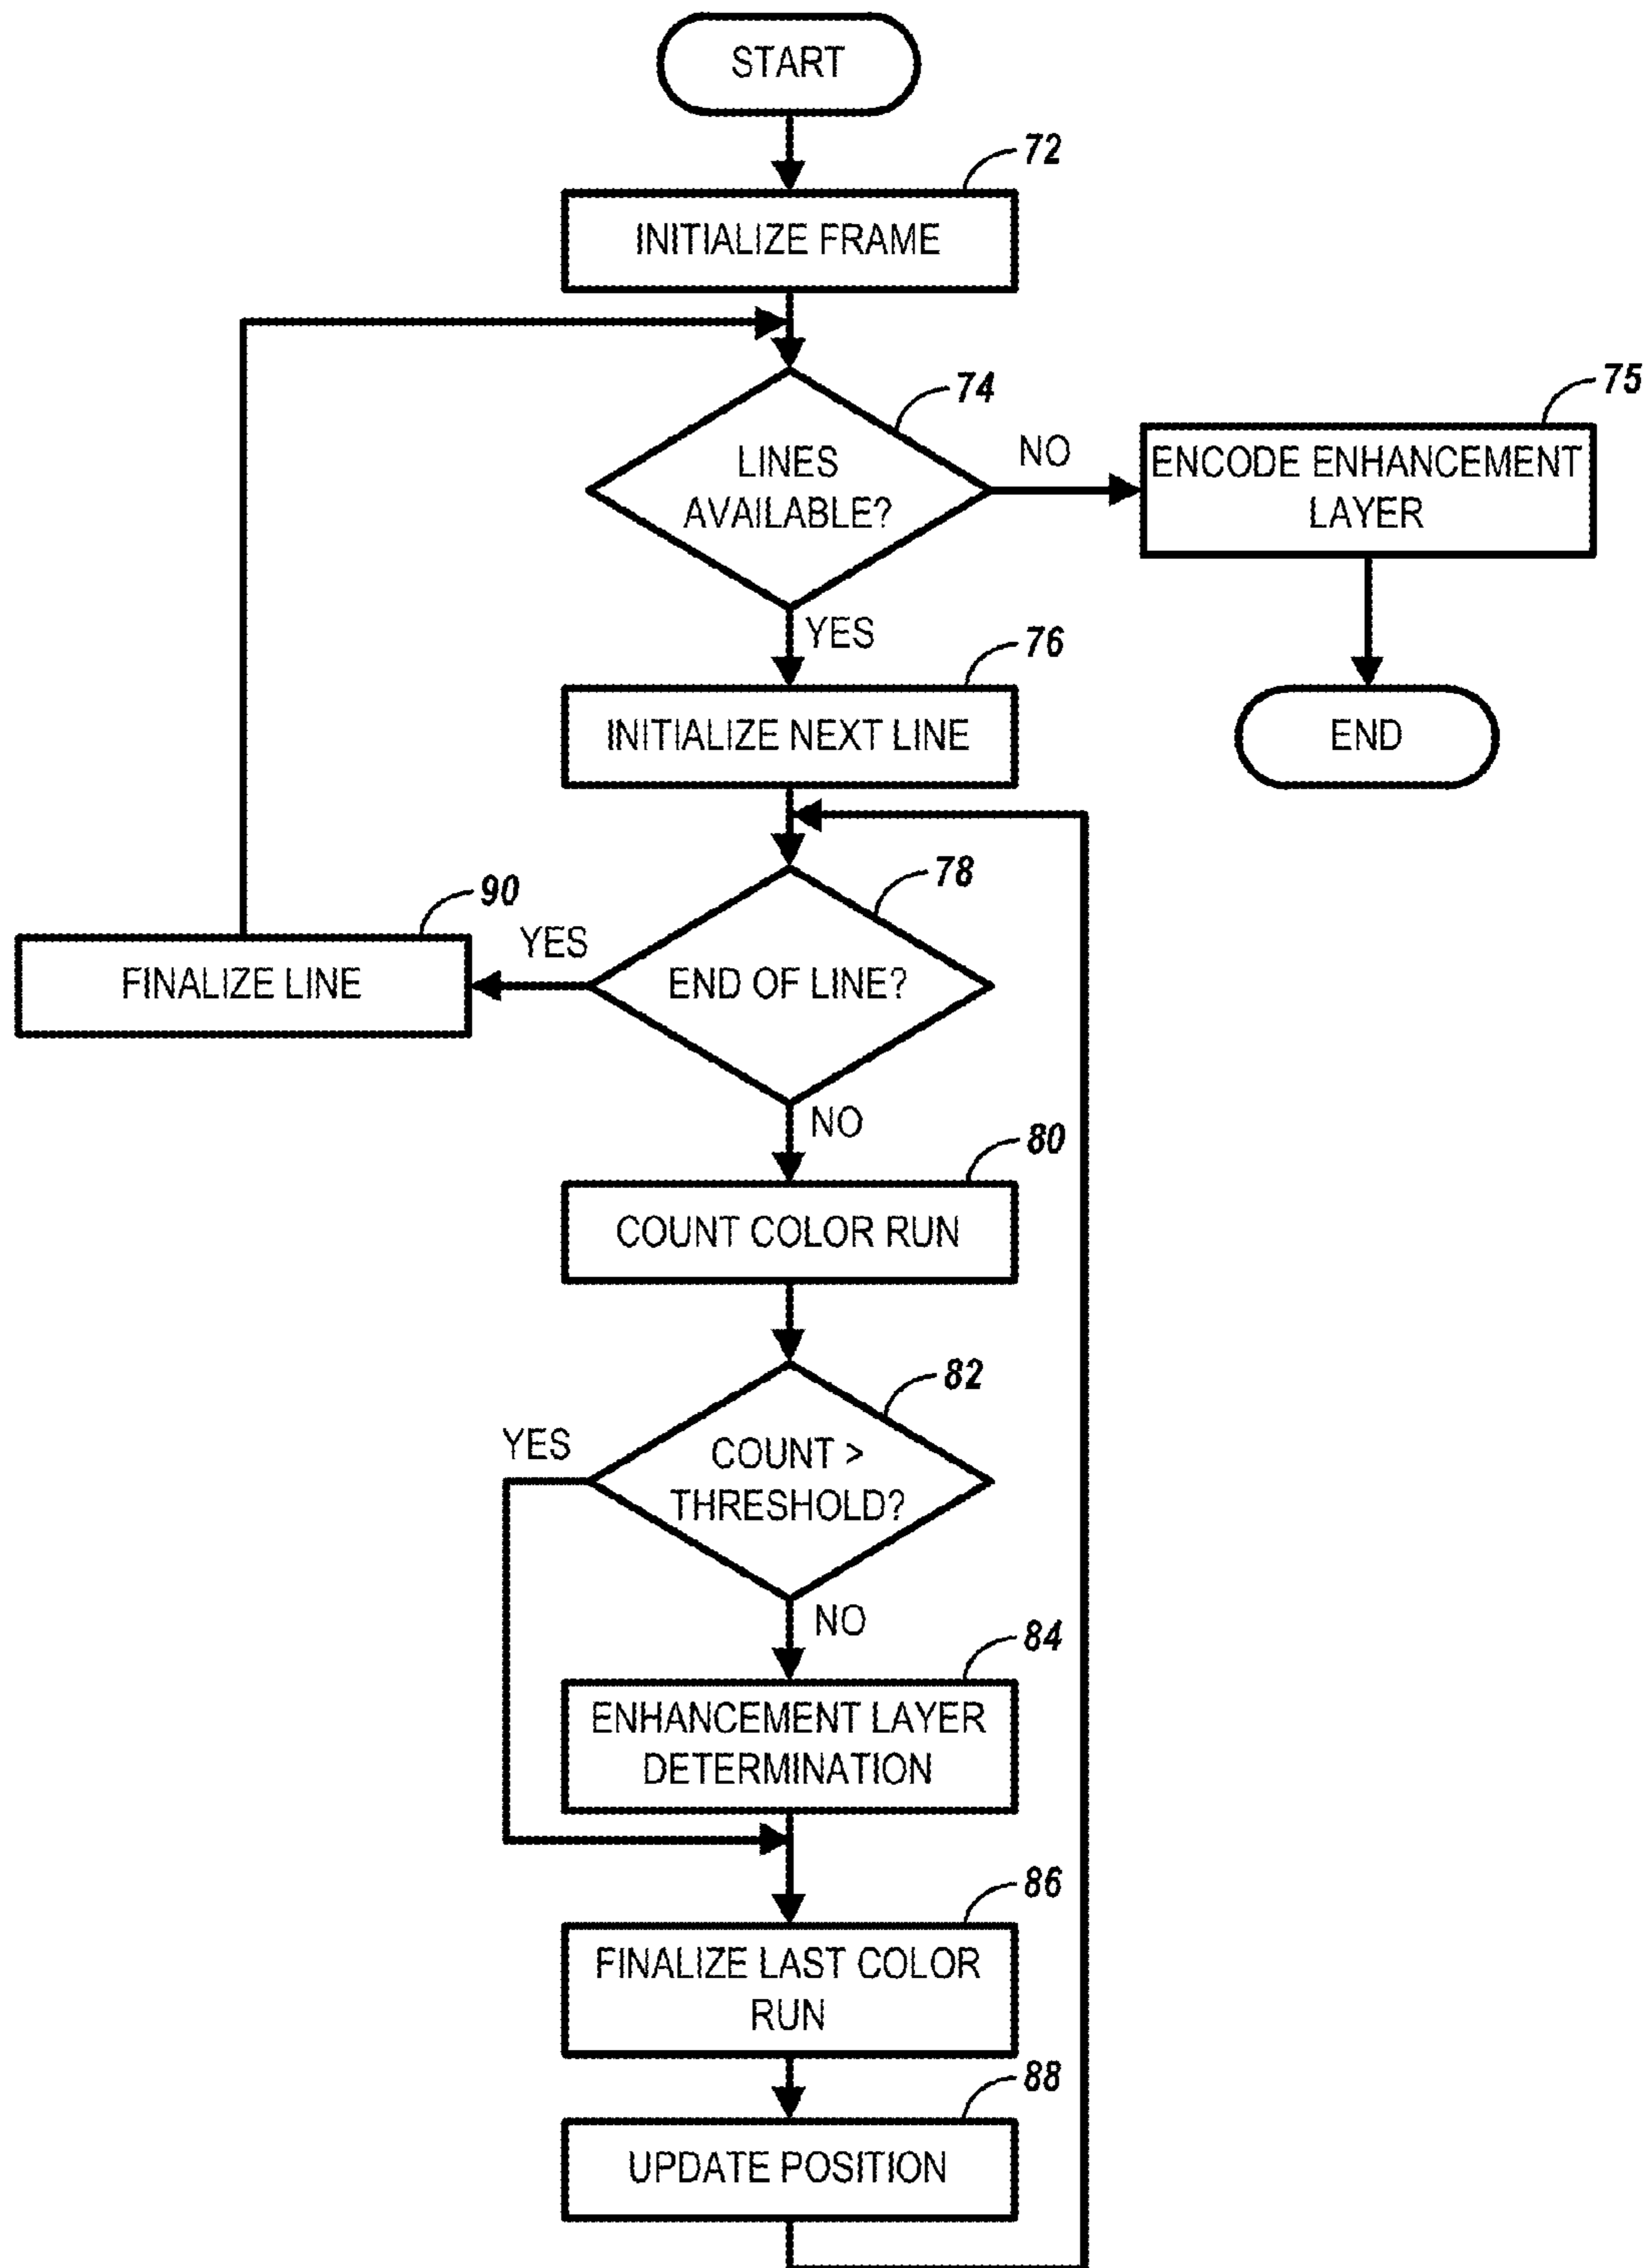 START
72
INITIALIZE FRAME
74
LINES
AVAILABLE?
NO
75
ENCODE ENHANCEMENT
LAYER
YES
76
INITIALIZE NEXT LINE
END
78
END OF LINE?
YES
90
FINALIZE LINE
NO
80
COUNT COLOR RUN
82
COUNT >
THRESHOLD?
YES
NO
84
ENHANCEMENT LAYER
DETERMINATION
86
FINALIZE LAST COLOR
RUN
88
UPDATE POSITION